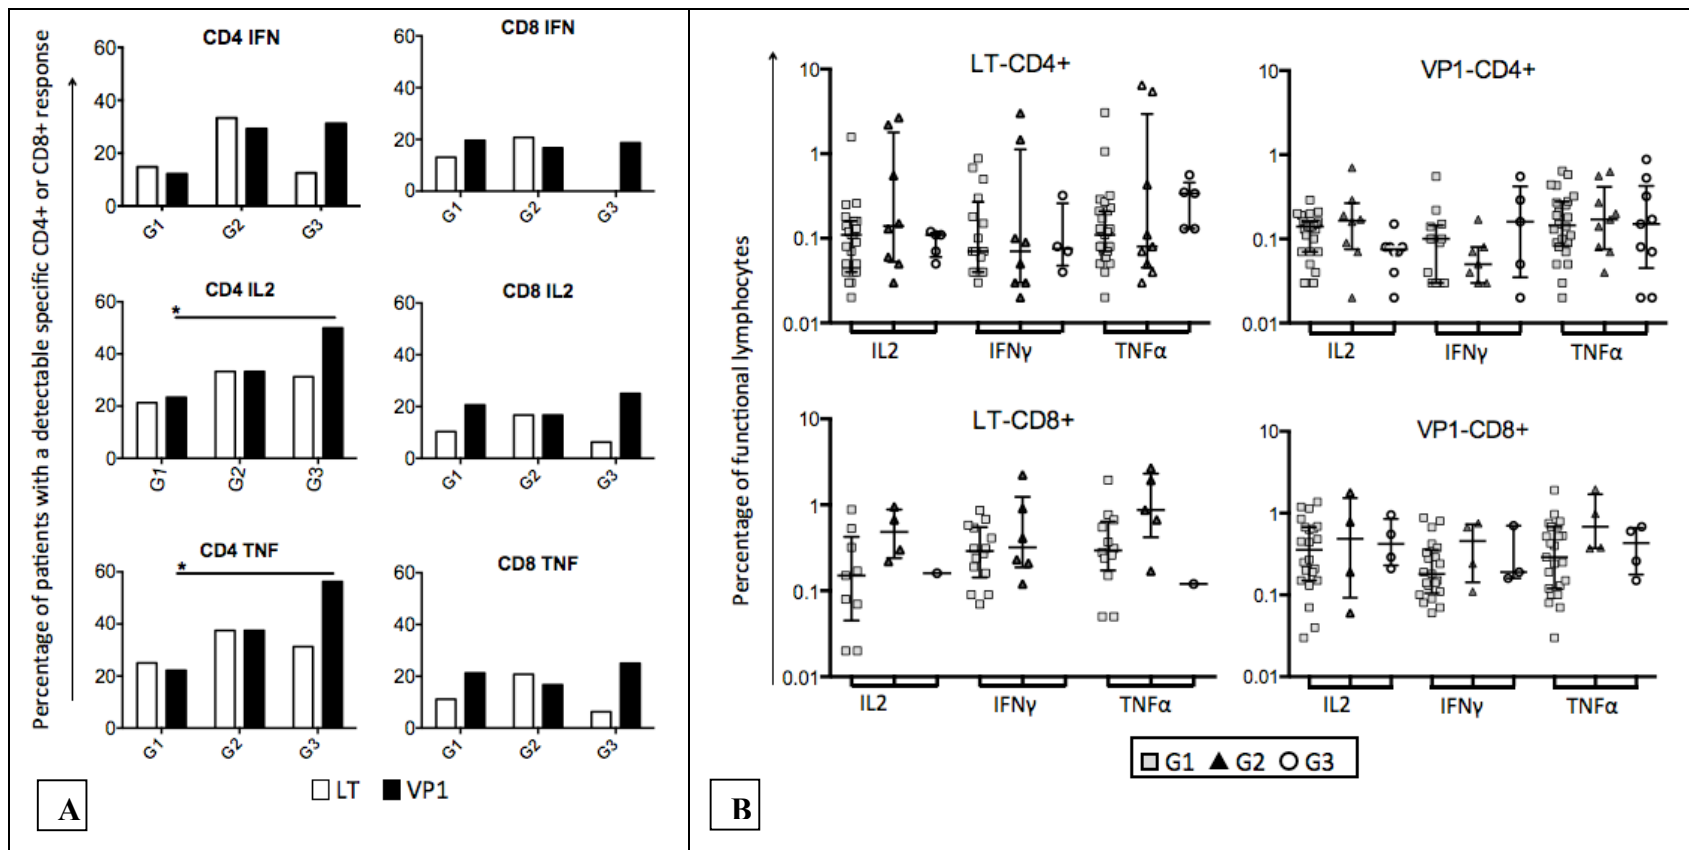 Percentage of patients with a detectable specific CD4+ or CD8+ response
CD4 IFN
60
40
20
0
G1 G2 G3
CD8 IFN
60
40
20
0
G1 G2 G3
CD4 IL2
*
60
40
20
0
G1 G2 G3
CD8 IL2
60
40
20
0
G1 G2 G3
CD4 TNF
*
60
40
20
0
G1 G2 G3
CD8 TNF
60
40
20
0
G1 G2 G3
LT VP1
A
Percentage of functional lymphocytes
LT-CD4+
10
1
0.1
0.01
IL2 IFNγ TNFα
VP1-CD4+
10
1
0.1
0.01
IL2 IFNγ TNFα
LT-CD8+
10
1
0.1
0.01
IL2 IFNγ TNFα
VP1-CD8+
10
1
0.1
0.01
IL2 IFNγ TNFα
G1 G2 G3
B